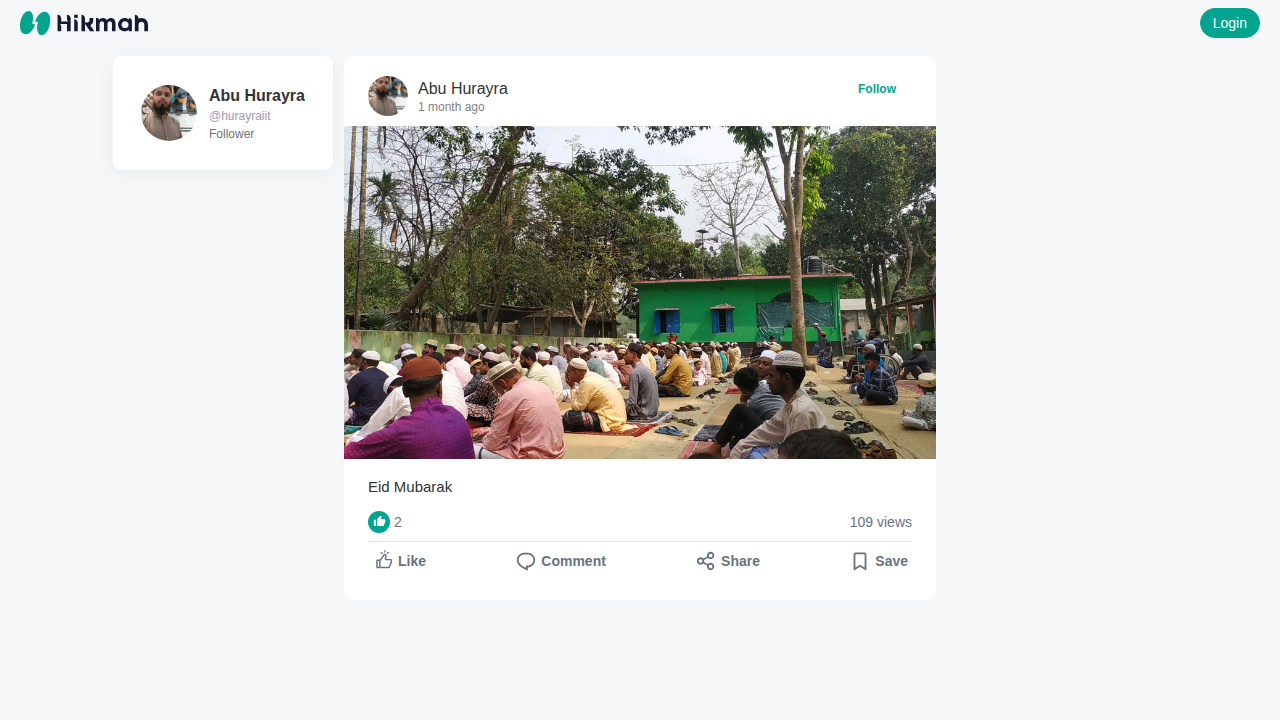 Hikmah
Login
Abu Hurayra
@hurayraiit
Follower
Abu Hurayra
1 month ago
Follow
Eid Mubarak
2
109 views
Like
Comment
Share
Save